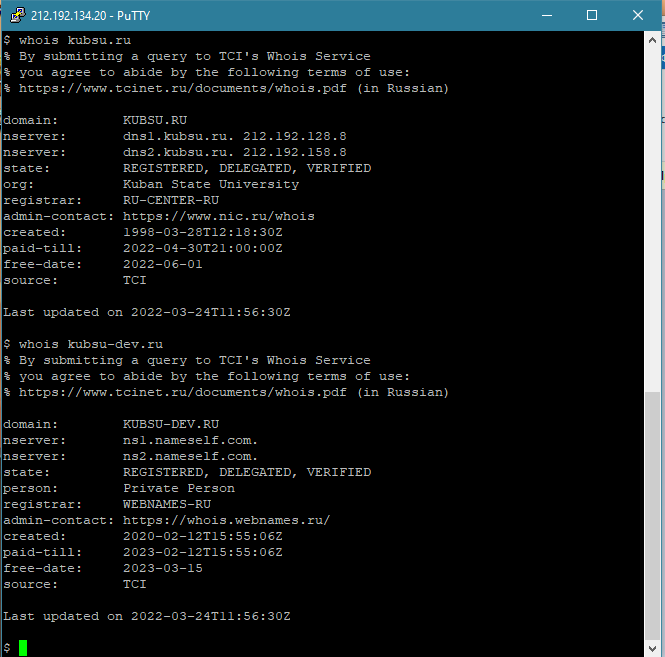 212.192.134.20 - PuTTY
$ whois kubsu.ru
% By submitting a query to TCI's Whois Service
% you agree to abide by the following terms of use:
% https://www.tcinet.ru/documents/whois.pdf (in Russian)

domain:        KUBSU.RU
nserver:       dns1.kubsu.ru. 212.192.128.8
nserver:       dns2.kubsu.ru. 212.192.158.8
state:         REGISTERED, DELEGATED, VERIFIED
org:           Kuban State University
registrar:     RU-CENTER-RU
admin-contact: https://www.nic.ru/whois
created:       1998-03-28T12:18:30Z
paid-till:     2022-04-30T21:00:00Z
free-date:     2022-06-01
source:        TCI

Last updated on 2022-03-24T11:56:30Z

$ whois kubsu-dev.ru
% By submitting a query to TCI's Whois Service
% you agree to abide by the following terms of use:
% https://www.tcinet.ru/documents/whois.pdf (in Russian)

domain:        KUBSU-DEV.RU
nserver:       ns1.nameself.com.
nserver:       ns2.nameself.com.
state:         REGISTERED, DELEGATED, VERIFIED
person:        Private Person
registrar:     WEBNAMES-RU
admin-contact: https://whois.webnames.ru/
created:       2020-02-12T15:55:06Z
paid-till:     2023-02-12T15:55:06Z
free-date:     2023-03-15
source:        TCI

Last updated on 2022-03-24T11:56:30Z

$